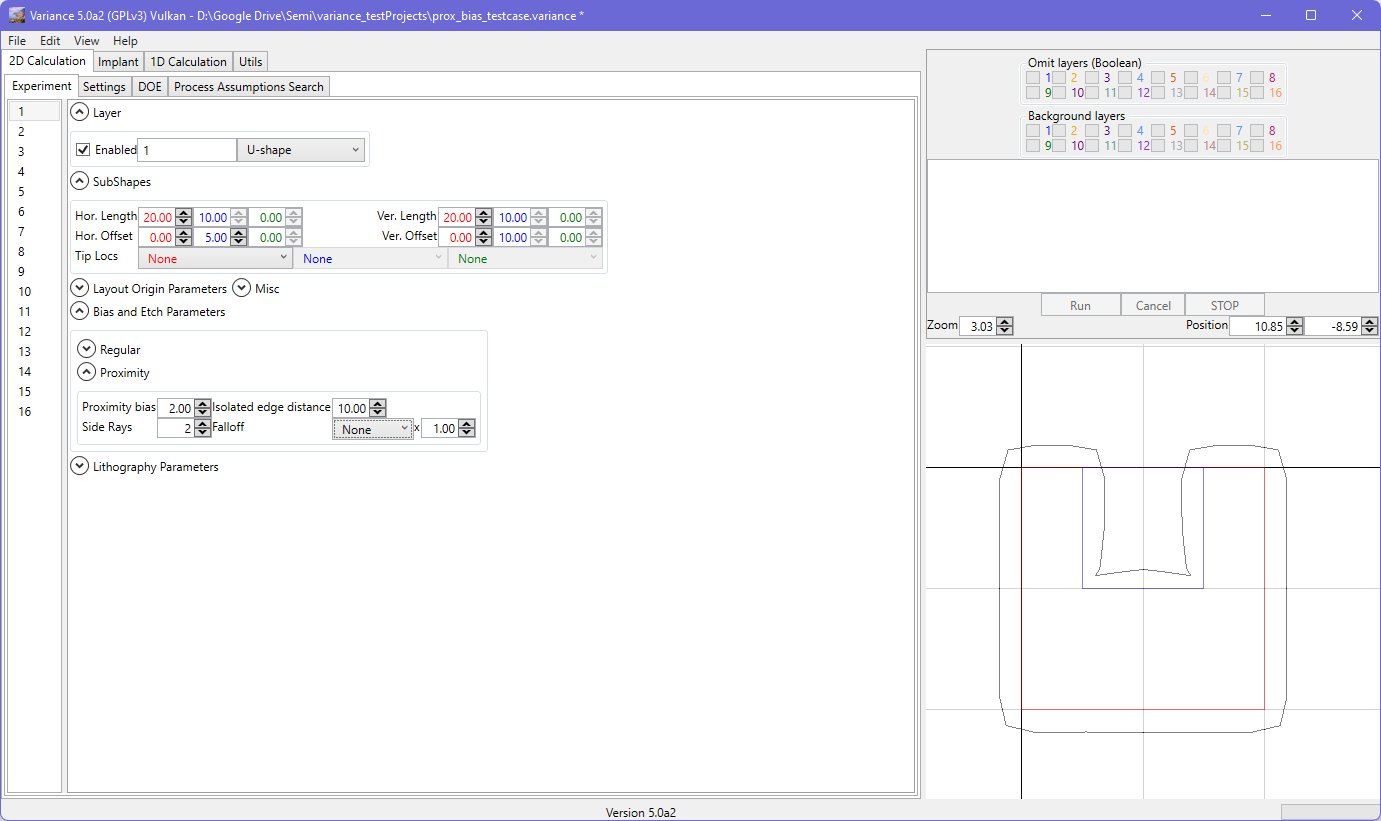 Variance 5.0a2 (GPLv3) Vulkan - D:\Google Drive\Semi\variance_testProjects\prox_bias_testcase.variance *
File Edit View Help
2D Calculation Implant 1D Calculation Utils
Experiment Settings DOE Process Assumptions Search
1
2
3
4
5
6
7
8
9
10
11
12
13
14
15
16
Layer
Enabled 1 U-shape
SubShapes
Hor. Length 20.00 10.00 0.00 Ver. Length 20.00 10.00 0.00
Hor. Offset 0.00 5.00 0.00 Ver. Offset 0.00 10.00 0.00
Tip Locs None None None
Layout Origin Parameters Misc
Bias and Etch Parameters
Regular
Proximity
Proximity bias 2.00 Isolated edge distance 10.00
Side Rays 2 Falloff None x 1.00
Lithography Parameters
Omit layers (Boolean)
1 2 3 4 5 6 7 8
9 10 11 12 13 14 15 16
Background layers
1 2 3 4 5 6 7 8
9 10 11 12 13 14 15 16
Run Cancel STOP
Zoom 3.03 Position 10.85 -8.59
Version 5.0a2